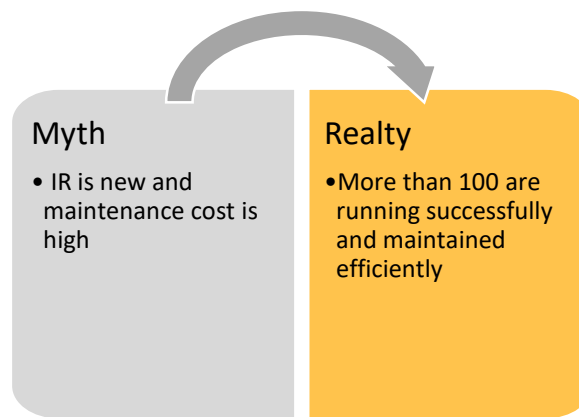 Myth
• IR is new and
maintenance cost is
high
Realty
•More than 100 are
running successfully
and maintained
efficiently